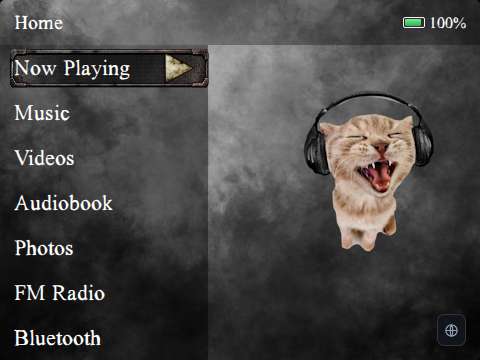 Home
100%
Now Playing
Music
Videos
Audiobook
Photos
FM Radio
Bluetooth